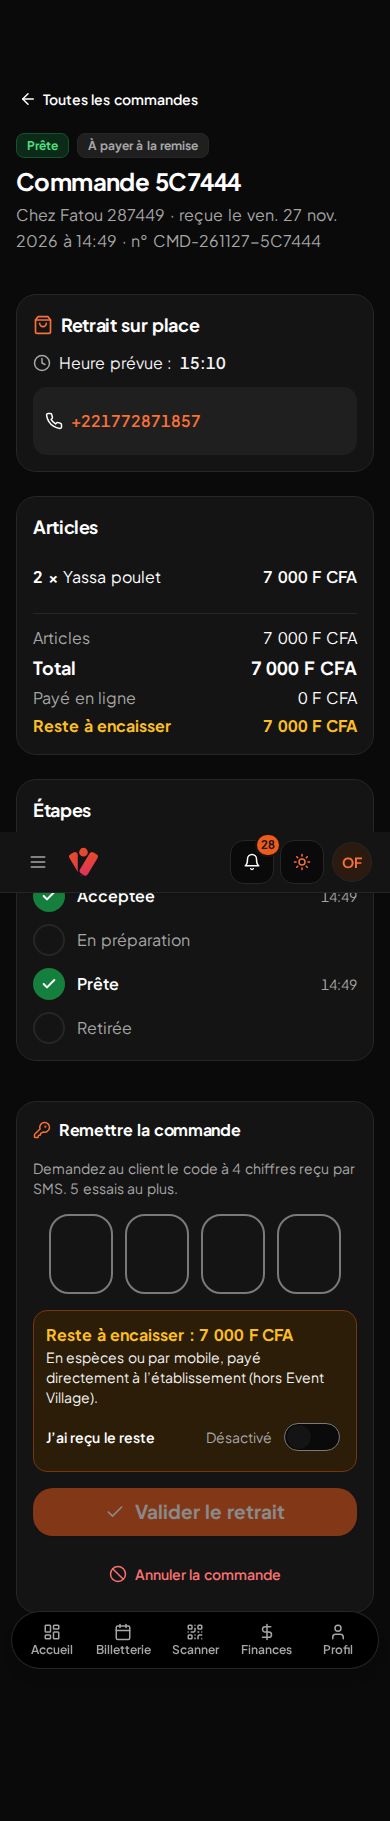 Toutes les commandes
Prête
À payer à la remise
Commande 5C7444
Chez Fatou 287449 · reçue le ven. 27 nov.
2026 à 14:49 · n° CMD-261127-5C7444
Retrait sur place
Heure prévue : 15:10
+221772871857
Articles
2 × Yassa poulet 7 000 F CFA
Articles 7 000 F CFA
Total 7 000 F CFA
Payé en ligne 0 F CFA
Reste à encaisser 7 000 F CFA
Étapes
28
OF
Acceptée 14:49
En préparation
Prête 14:49
Retirée
Remettre la commande
Demandez au client le code à 4 chiffres reçu par
SMS. 5 essais au plus.
Reste à encaisser : 7 000 F CFA
En espèces ou par mobile, payé
directement à l’établissement (hors Event
Village).
J’ai reçu le reste Désactivé
Valider le retrait
Annuler la commande
Accueil Billetterie Scanner Finances Profil